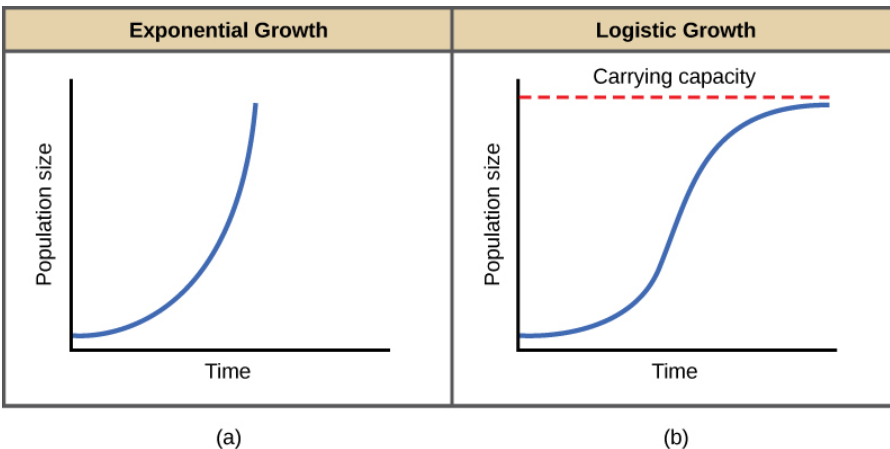 Exponential Growth
Logistic Growth
Population size
Time
Carrying capacity
Population size
Time
(a)
(b)